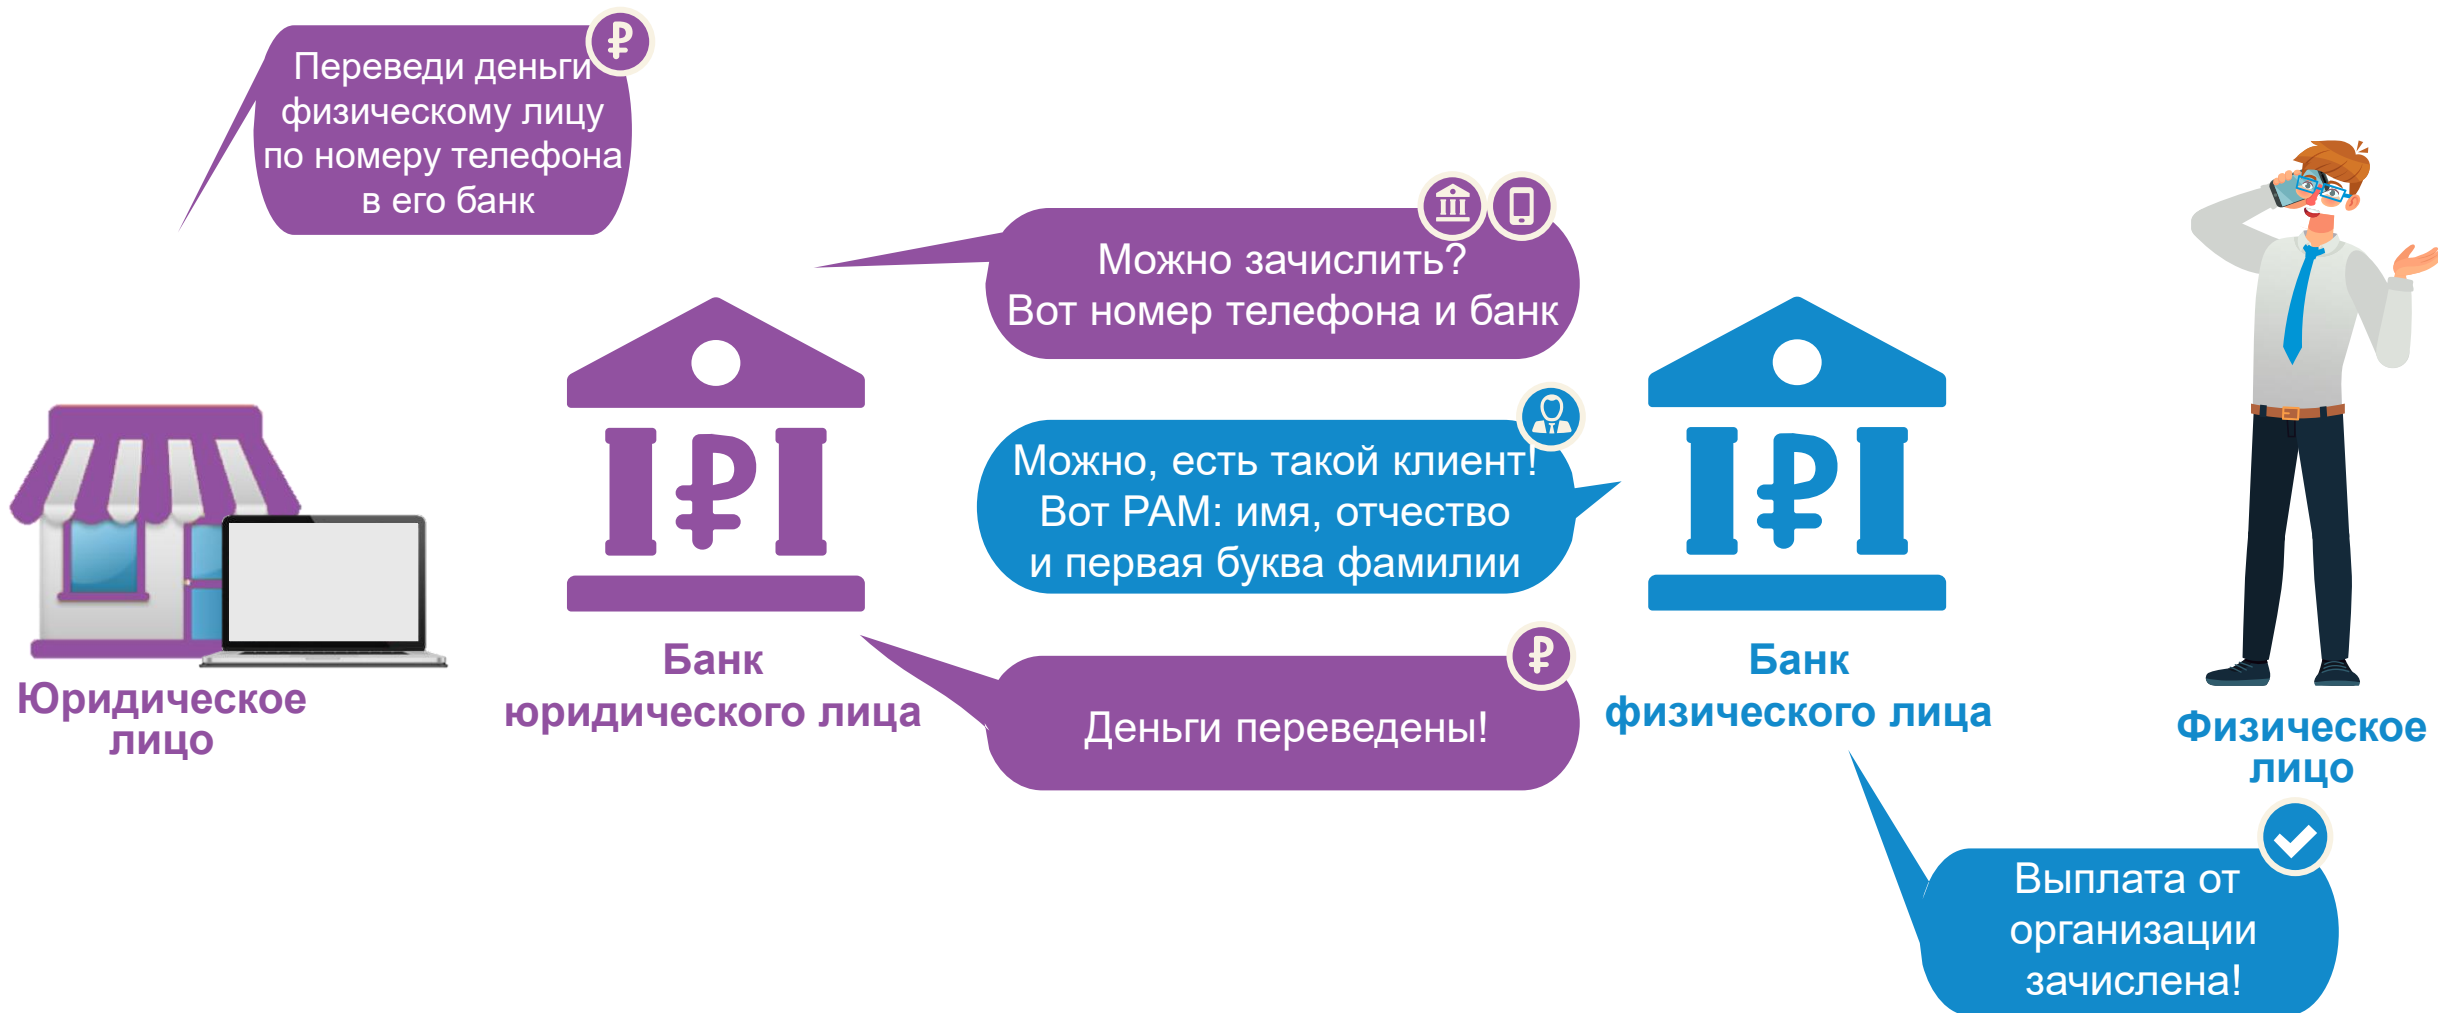 Переведи деньги
физическому лицу
по номеру телефона
в его банк
Можно зачислить?
Вот номер телефона и банк
Можно, есть такой клиент!
Вот PAM: имя, отчество
и первая буква фамилии
Деньги переведены!
Юридическое
лицо
Банк
юридического лица
Банк
физического лица
Физическое
лицо
Выплата от
организации
зачислена!